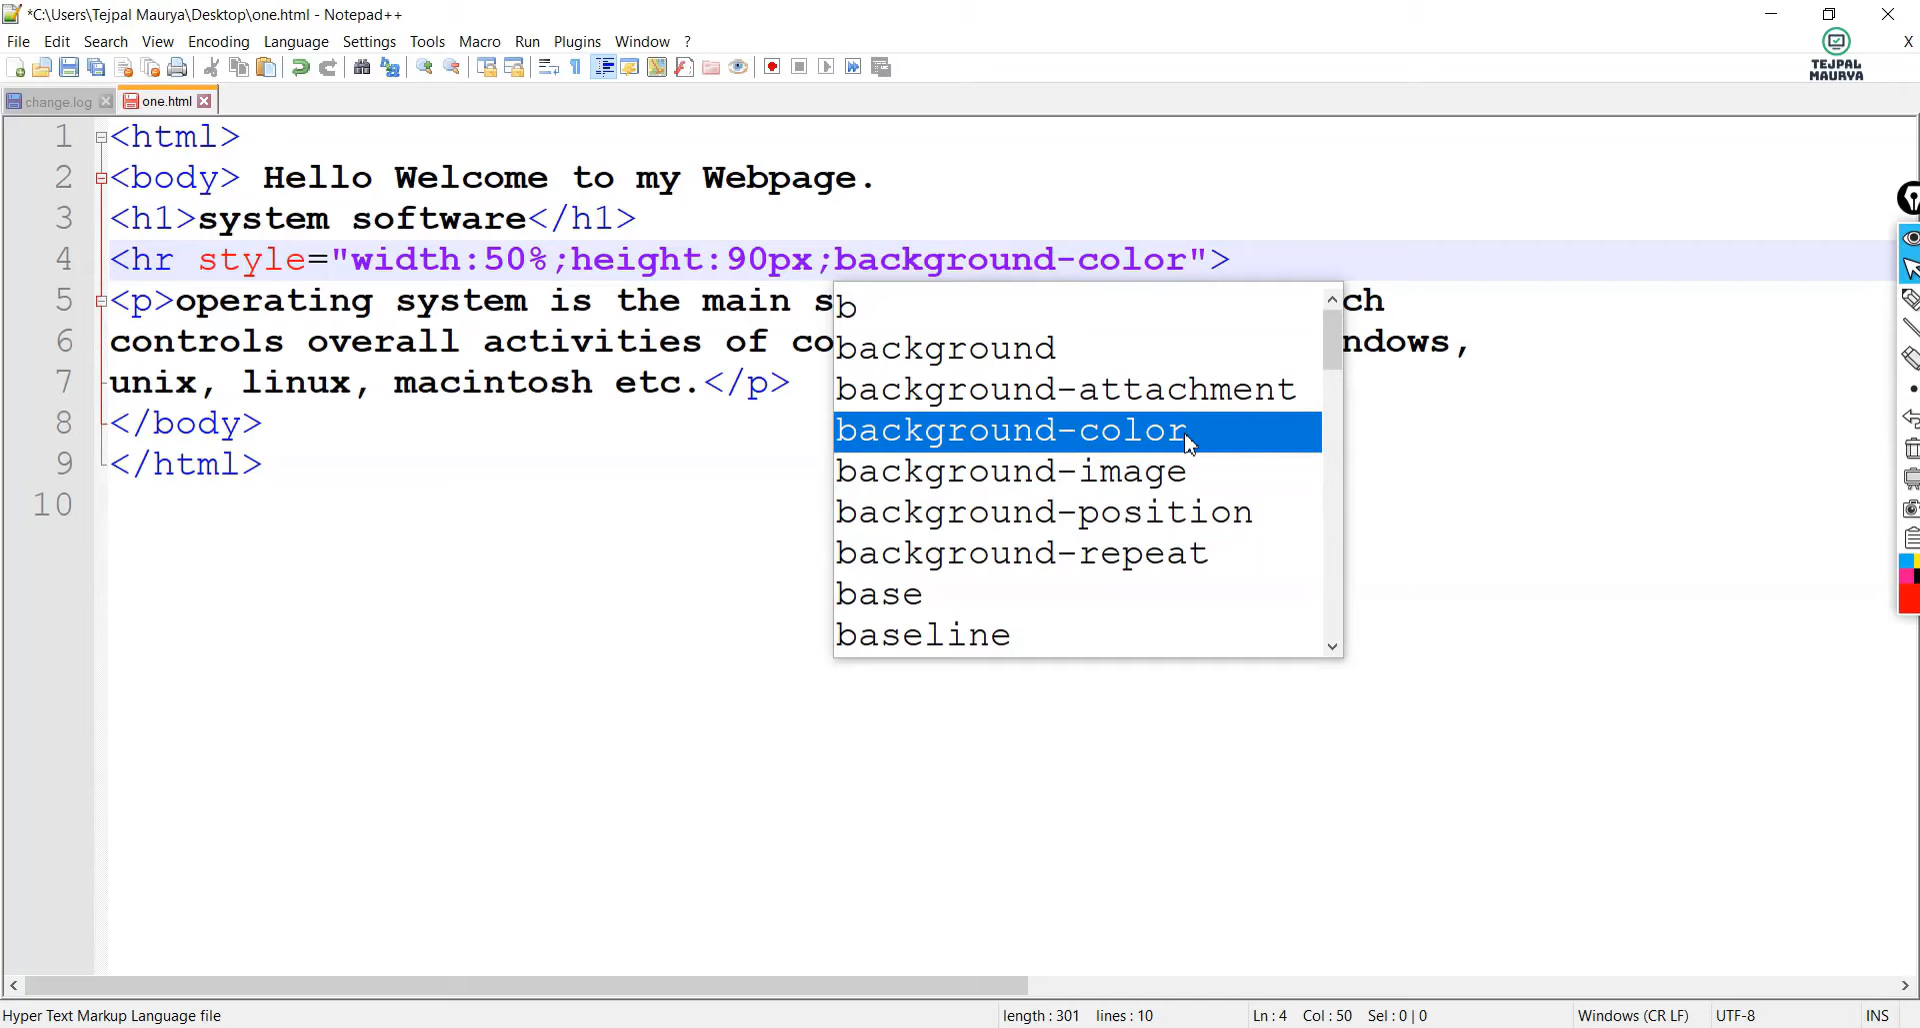 *C:\Users\Tejpal Maurya\Desktop\one.html - Notepad++
File Edit Search View Encoding Language Settings Tools Macro Run Plugins Window ? X
TEJPAL
MAURYA
change.log one.html
1 <html>
2 <body> Hello Welcome to my Webpage.
3 <h1>system software</h1>
4 <hr style="width:50%;height:90px;background-color">
5 <p>operating system is the main s ch
6 controls overall activities of co ndows,
7 unix, linux, macintosh etc.</p>
8 </body>
9 </html>
10
b
background
background-attachment
background-color
background-image
background-position
background-repeat
base
baseline
Hyper Text Markup Language file length : 301 lines : 10 Ln : 4 Col : 50 Sel : 0 | 0 Windows (CR LF) UTF-8 INS